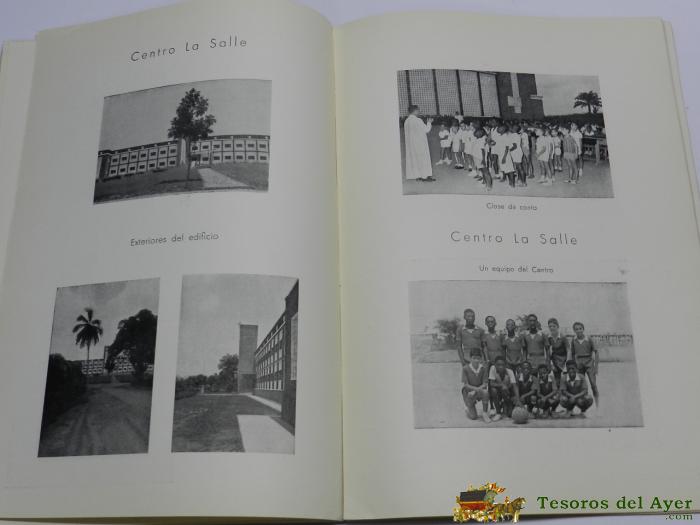 Centro La Salle
Exteriores del edificio
Clase de canto
Centro La Salle
Un equipo del Centro
Tesoros del Ayer
.com